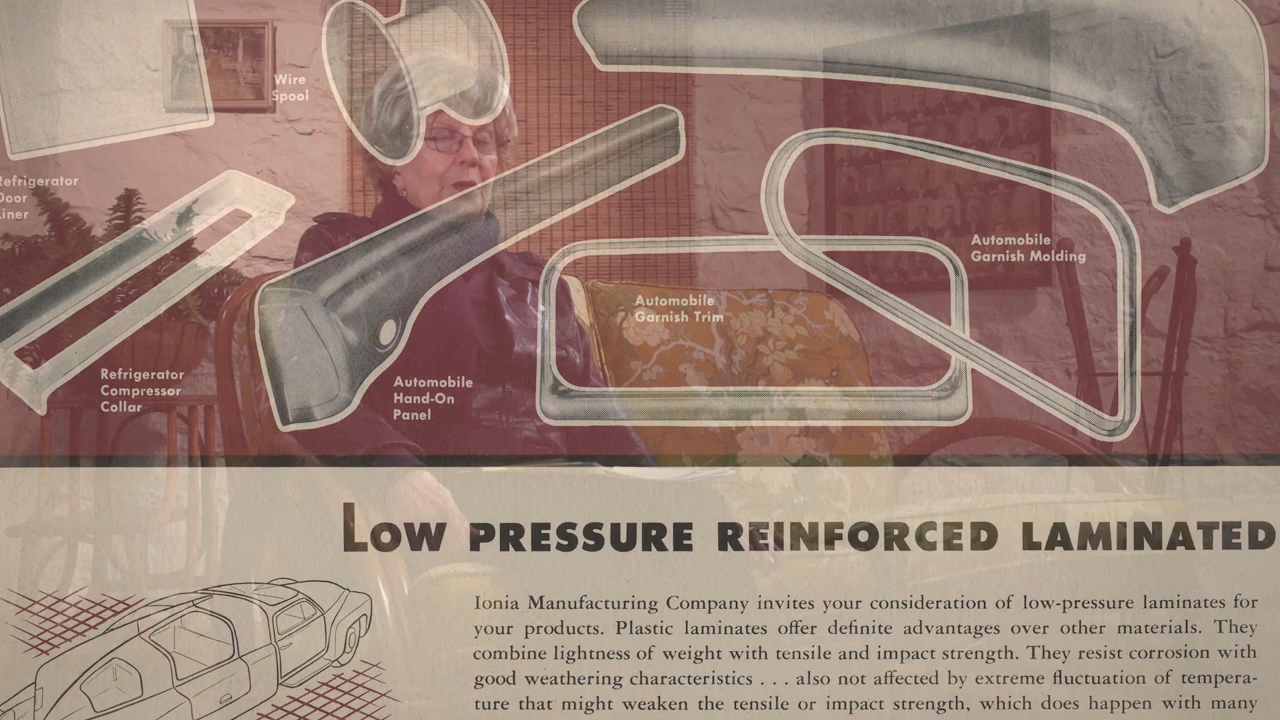 Wire
Spool
Refrigerator
Door
Liner
Automobile
Garnish Molding
Automobile
Garnish Trim
Refrigerator
Compressor
Collar
Automobile
Hand-On
Panel
Low pressure reinforced laminated
Ionia Manufacturing Company invites your consideration of low-pressure laminates for
your products. Plastic laminates offer definite advantages over other materials. They
combine lightness of weight with tensile and impact strength. They resist corrosion with
good weathering characteristics . . . also not affected by extreme fluctuation of tempera-
ture that might weaken the tensile or impact strength, which does happen with many